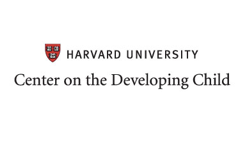 HARVARD UNIVERSITY
Center on the Developing Child